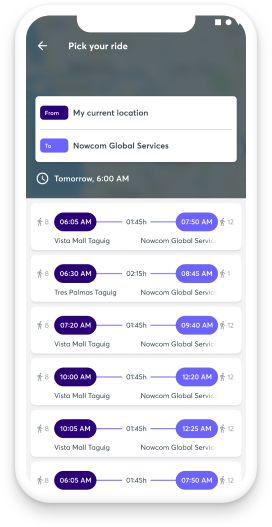 Pick your ride
From My current location
To Nowcom Global Services
Tomorrow, 6:00 AM
8 06:05 AM 01:45h 07:50 AM 12
Vista Mall Taguig Nowcom Global Servic
8 06:30 AM 02:15h 08:45 AM 1
Tres Palmas Taguig Nowcom Global Servic
8 07:20 AM 01:45h 09:40 AM 12
Vista Mall Taguig Nowcom Global Servic
8 10:00 AM 01:45h 12:20 AM 12
Vista Mall Taguig Nowcom Global Servic
8 10:05 AM 01:45h 12:25 AM 12
Vista Mall Taguig Nowcom Global Servic
8 06:05 AM 01:45h 07:50 AM 12